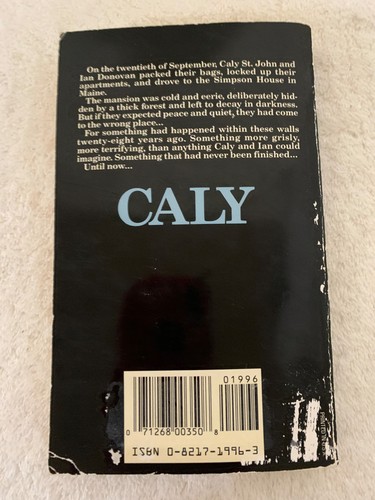 On the twentieth of September, Caly St. John and
Ian Donovan packed their bags, locked up their
apartments, and drove to the Simpson House in
Maine.
The mansion was cold and eerie, deliberately hid-
den by a thick forest and left to decay in darkness.
But if they expected peace and quiet, they had come
to the wrong place...
For something had happened within these walls
twenty-eight years ago. Something more grisly,
more terrifying, than anything Caly and Ian could
imagine. Something that had never been finished...
Until now...
CALY
01996
0 71268 00350 8
ISBN 0-8217-1996-3